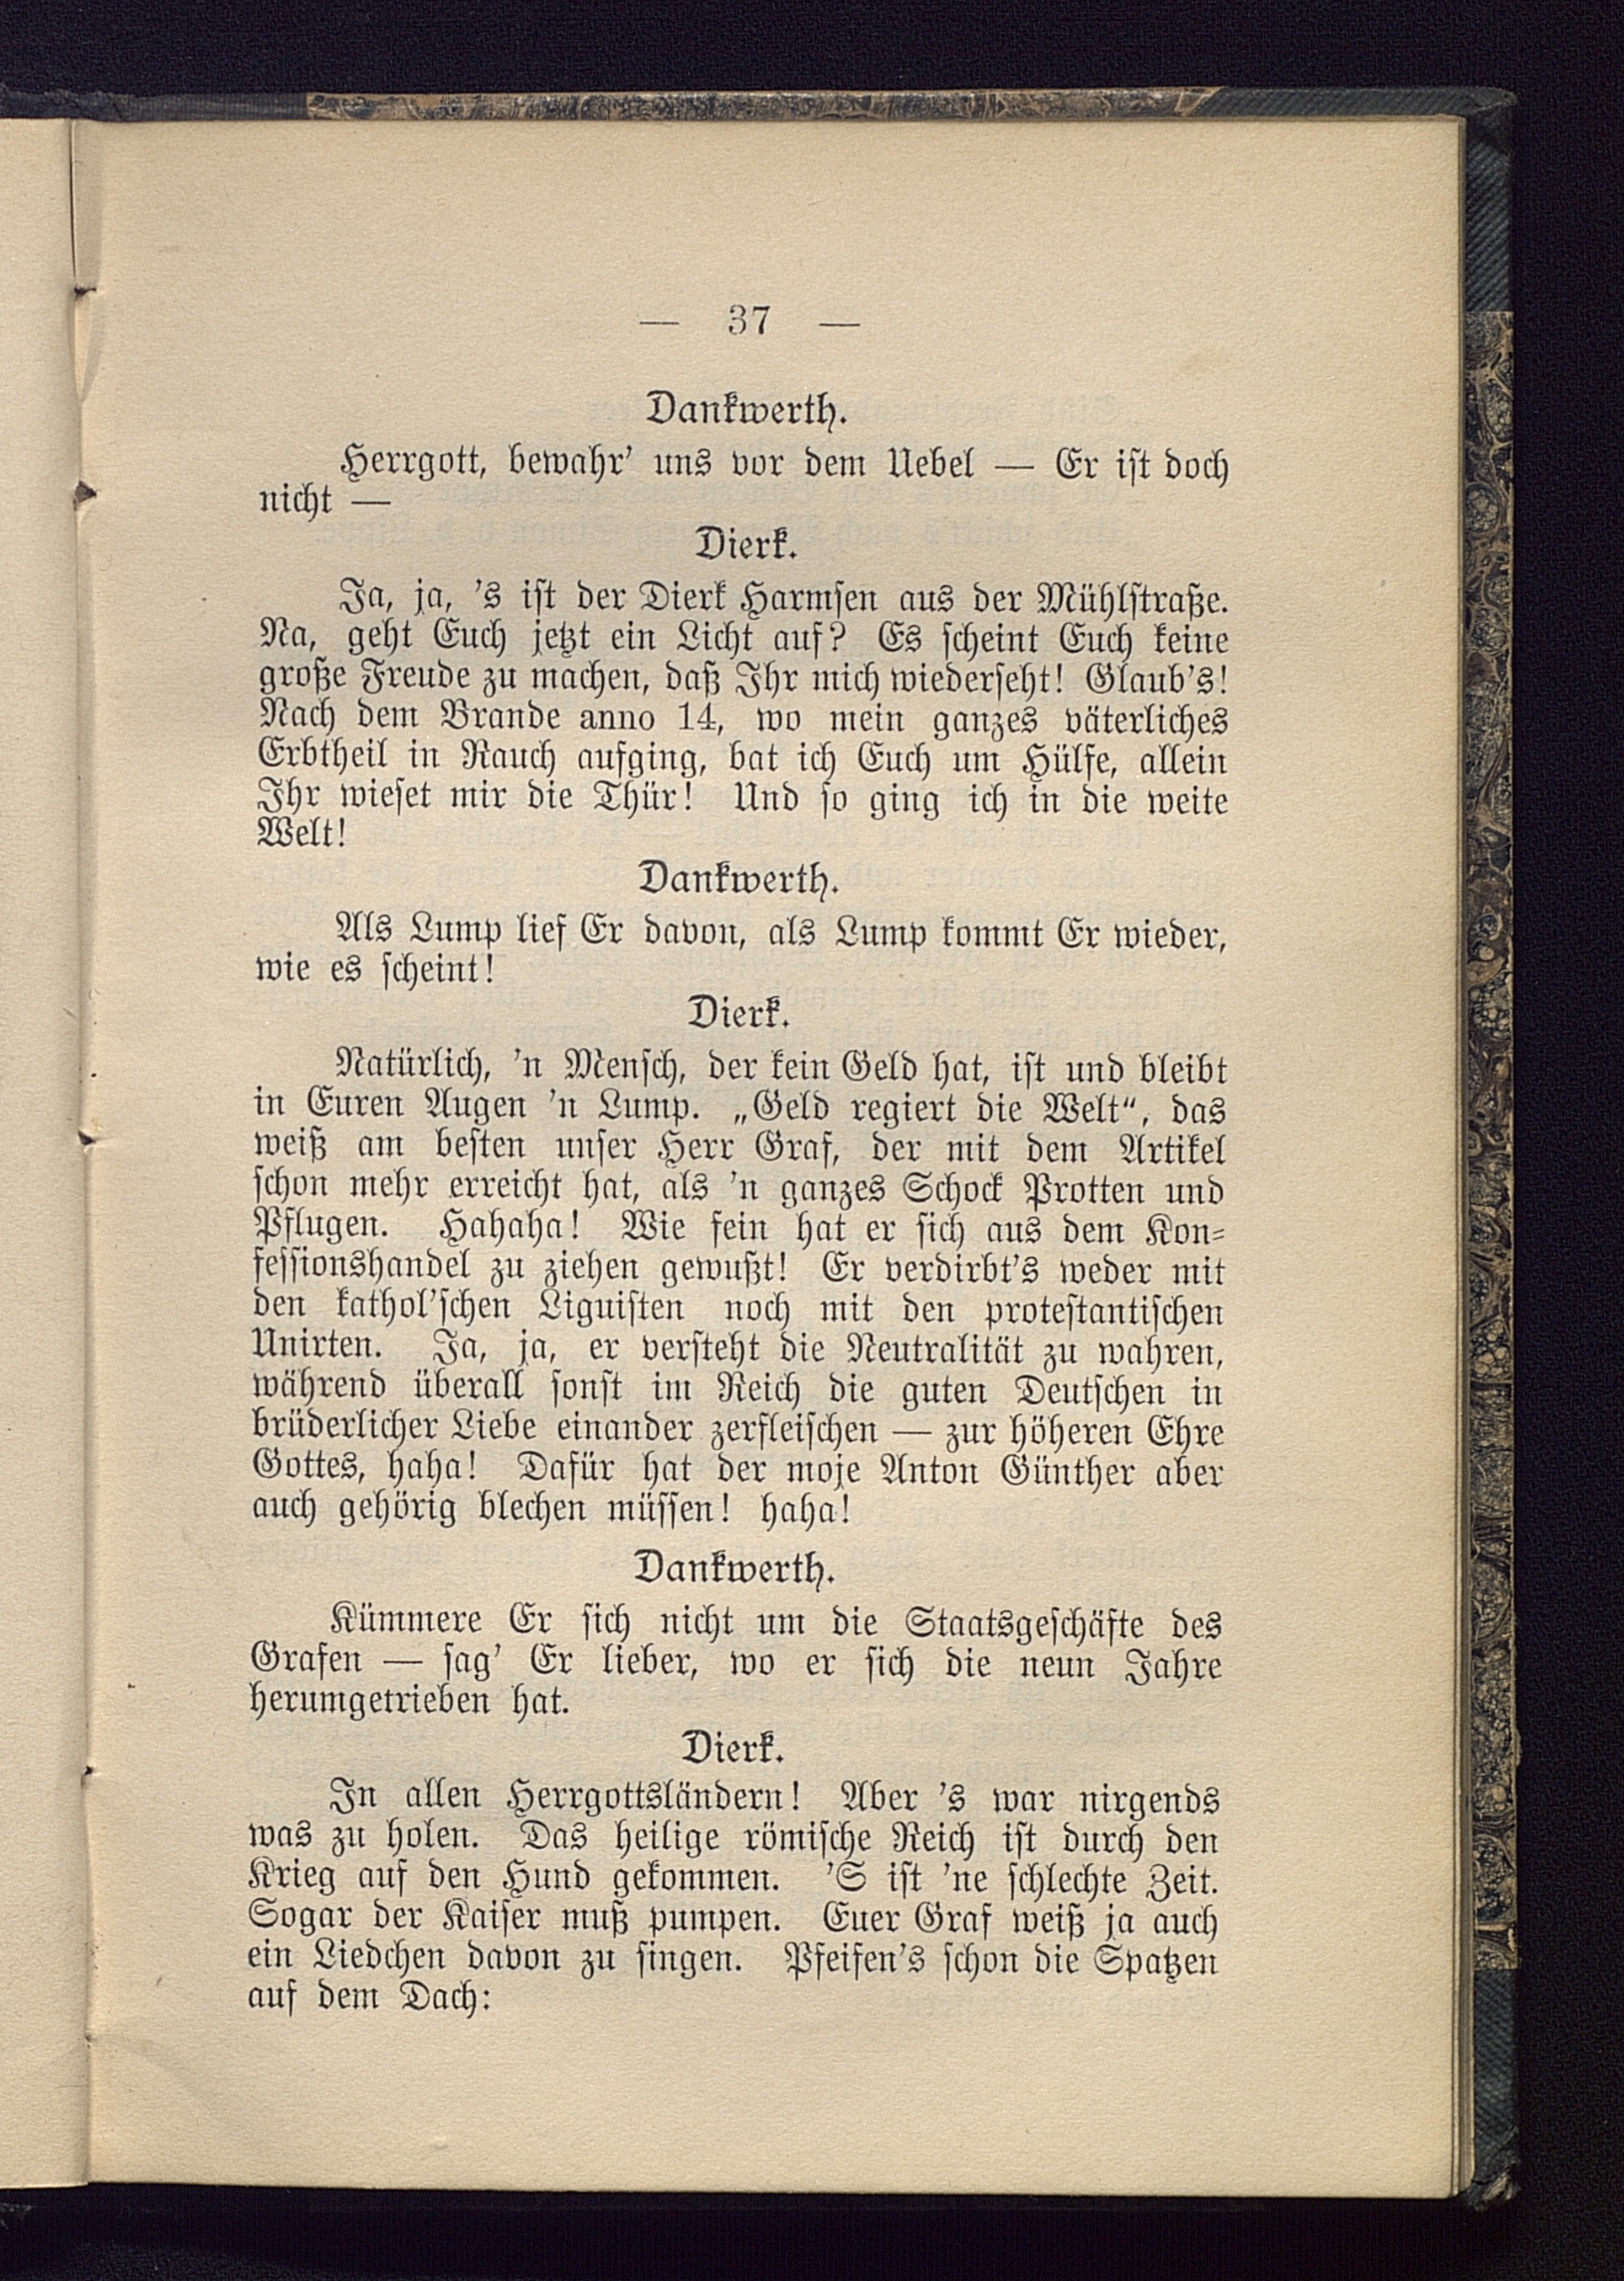 — 37 —
Dankwerth.
Herrgott, bewahr’ uns vor dem Uebel — Er ist doch
nicht —
Dierk.
Ja, ja, ’s ist der Dierk Harmsen aus der Mühlstraße.
Na, geht Euch jetzt ein Licht auf? Es scheint Euch keine
große Freude zu machen, daß Ihr mich wiederseht! Glaub’s!
Nach dem Brande anno 14, wo mein ganzes väterliches
Erbtheil in Rauch aufging, bat ich Euch um Hülfe, allein
Ihr wieset mir die Thür! Und so ging ich in die weite
Welt!
Dankwerth.
Als Lump lief Er davon, als Lump kommt Er wieder,
wie es scheint!
Dierk.
Natürlich, ’n Mensch, der kein Geld hat, ist und bleibt
in Euren Augen ’n Lump. „Geld regiert die Welt“, das
weiß am besten unser Herr Graf, der mit dem Artikel
schon mehr erreicht hat, als ’n ganzes Schock Protten und
Pflugen. Hahaha! Wie fein hat er sich aus dem Kon-
fessionshandel zu ziehen gewußt! Er verdirbt’s weder mit
den kathol’schen Liguisten noch mit den protestantischen
Unirten. Ja, ja, er versteht die Neutralität zu wahren,
während überall sonst im Reich die guten Deutschen in
brüderlicher Liebe einander zerfleischen — zur höheren Ehre
Gottes, haha! Dafür hat der moje Anton Günther aber
auch gehörig blechen müssen! haha!
Dankwerth.
Kümmere Er sich nicht um die Staatsgeschäfte des
Grafen — sag’ Er lieber, wo er sich die neun Jahre
herumgetrieben hat.
Dierk.
In allen Herrgottsländern! Aber ’s war nirgends
was zu holen. Das heilige römische Reich ist durch den
Krieg auf den Hund gekommen. ’S ist ’ne schlechte Zeit.
Sogar der Kaiser muß pumpen. Euer Graf weiß ja auch
ein Liedchen davon zu singen. Pfeifen’s schon die Spatzen
auf dem Dach: